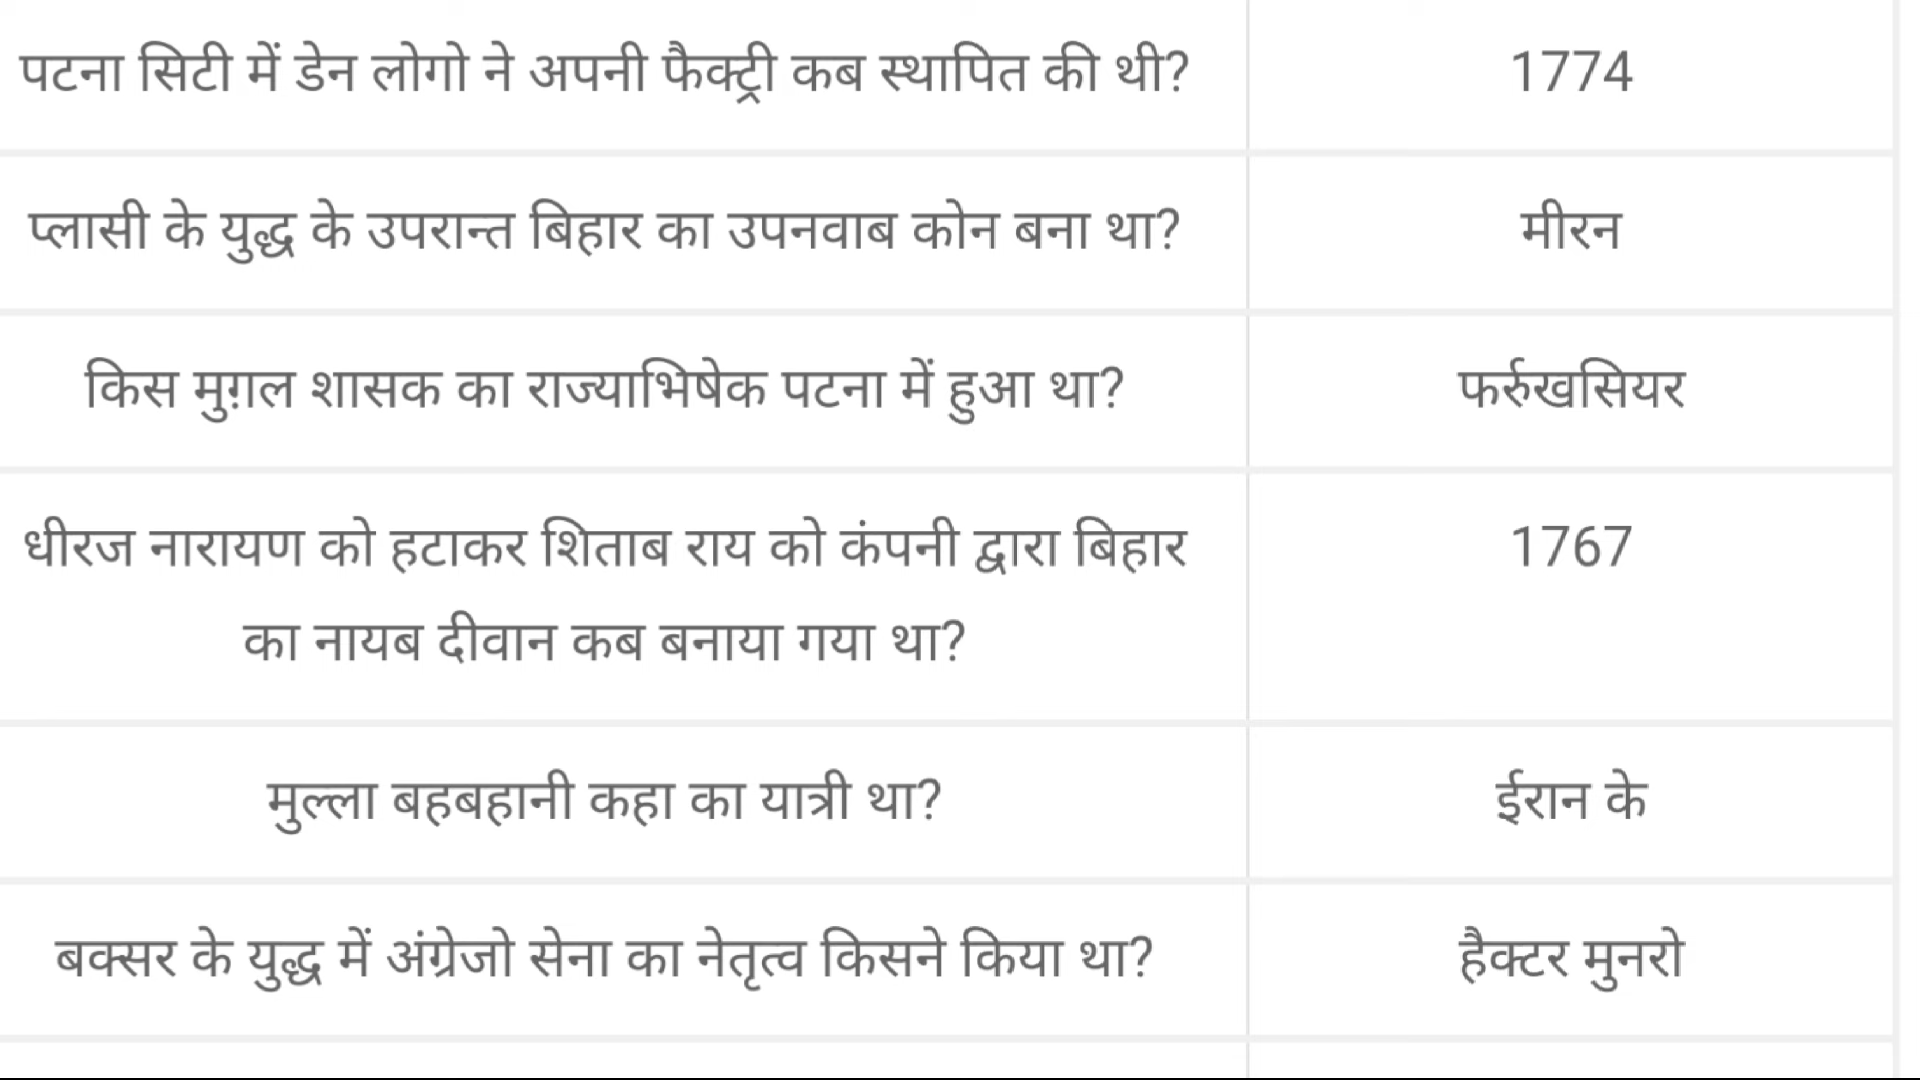 पटना सिटी में डेन लोगो ने अपनी फैक्ट्री कब स्थापित की थी? 1774
प्लासी के युद्ध के उपरान्त बिहार का उपनवाब कोन बना था? मीरन
किस मुग़ल शासक का राज्याभिषेक पटना में हुआ था? फर्रुखसियर
धीरज नारायण को हटाकर शिताब राय को कंपनी द्वारा बिहार 1767
का नायब दीवान कब बनाया गया था?
मुल्ला बहबहानी कहा का यात्री था? ईरान के
बक्सर के युद्ध में अंग्रेजो सेना का नेतृत्व किसने किया था? हैक्टर मुनरो